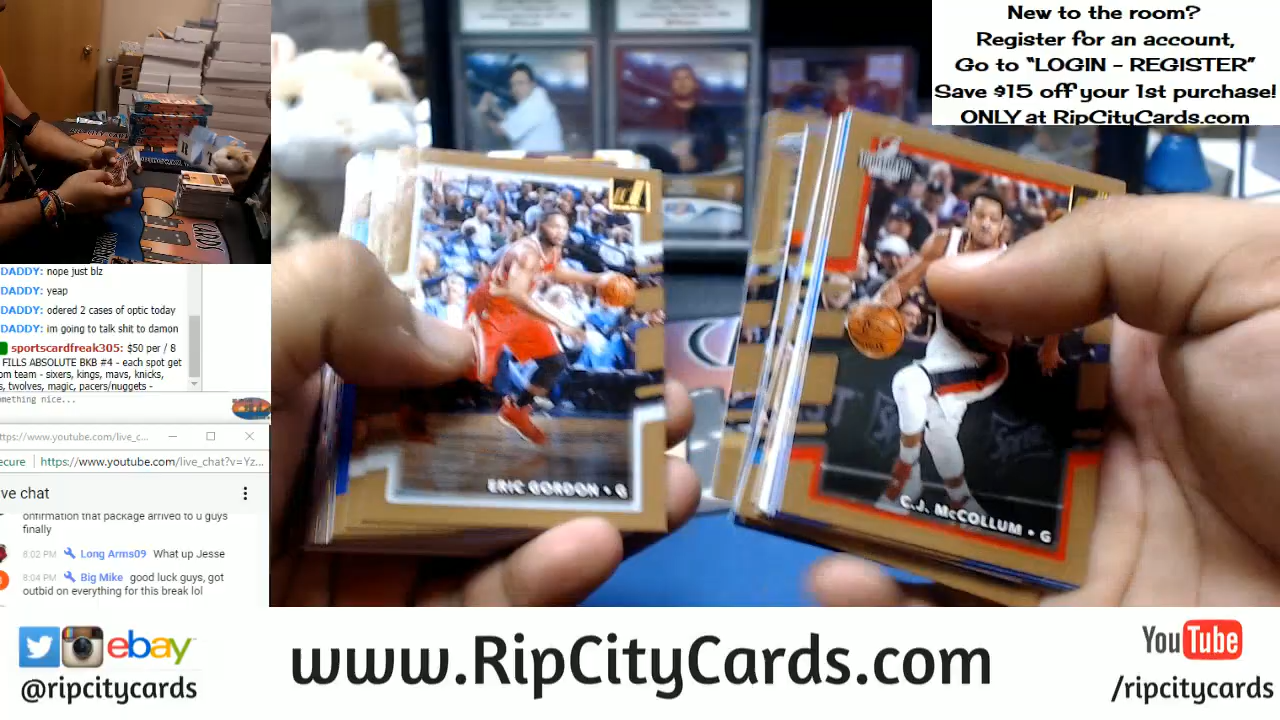 New to the room?
Register for an account,
Go to "LOGIN - REGISTER"
Save $15 off your 1st purchase!
ONLY at RipCityCards.com
DADDY: nope just blz
DADDY: yeap
DADDY: odered 2 cases of optic today
DADDY: im going to talk shit to damon
sportscardfreak305: $50 per / 8
FILLS ABSOLUTE BKB #4 - each spot get
om team - sixers, kings, mavs, knicks,
s, twolves, magic, pacers/nuggets -
omething nice...
ttps://www.youtube.com/live_c...
ecure https://www.youtube.com/live_chat?v=Yz...
ve chat
onfirmation that package arrived to u guys
finally
8:02 PM Long Arms09 What up Jesse
8:04 PM Big Mike good luck guys, got
outbid on everything for this break lol
ERIC GORDON • G
C.J. McCOLLUM • G
ebay
@ripcitycards
www.RipCityCards.com
YouTube
/ripcitycards